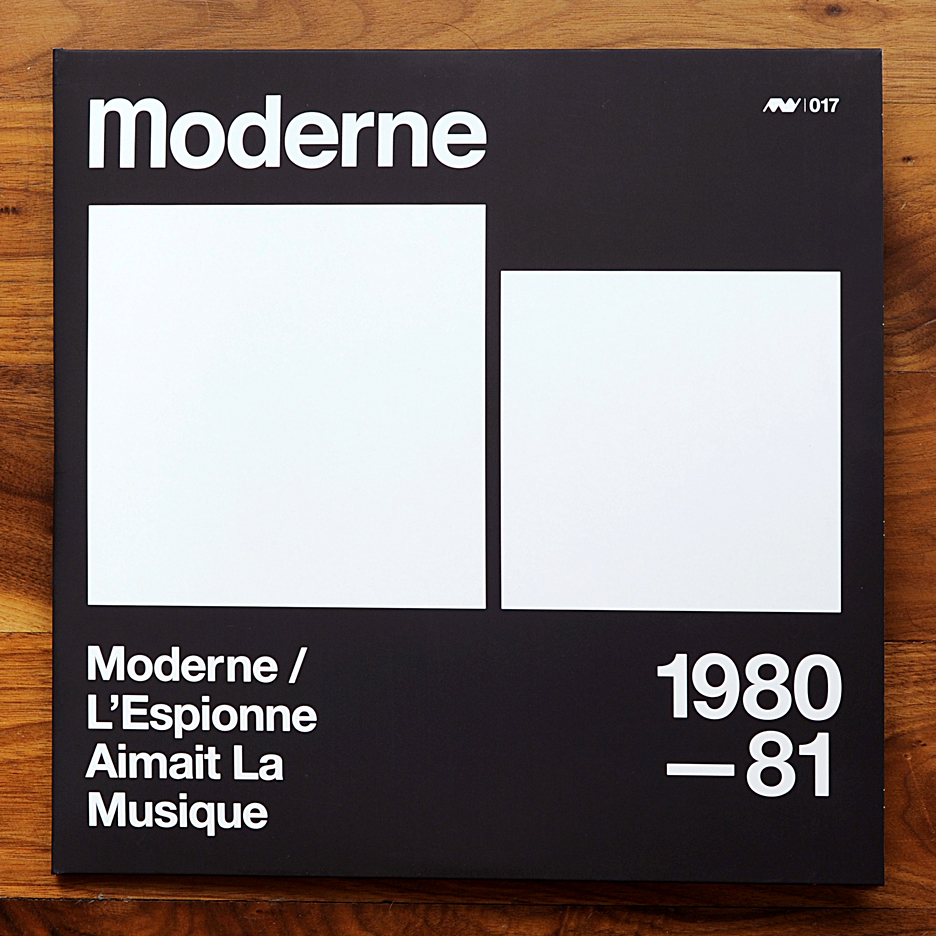 moderne
017
Moderne /
L’Espionne
Aimait La
Musique
1980
—81